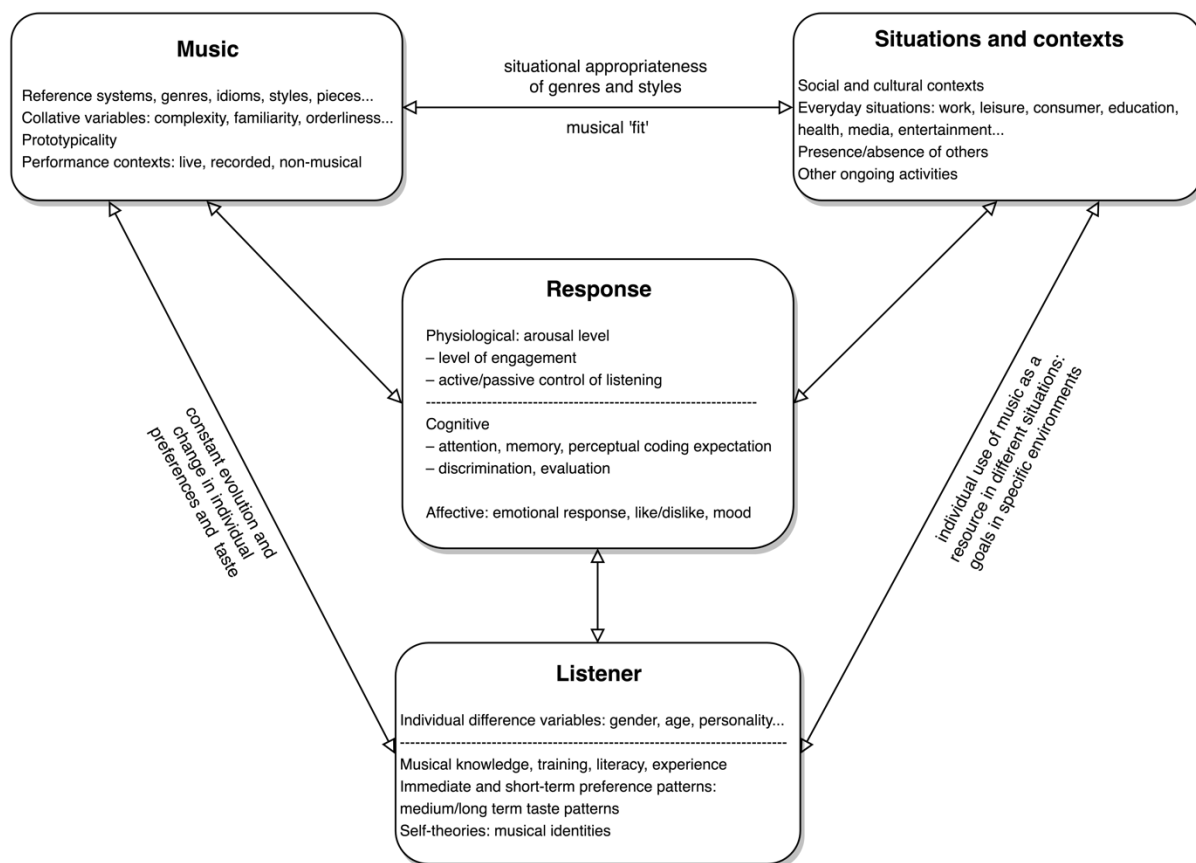 Music
Reference systems, genres, idioms, styles, pieces...
Collative variables: complexity, familiarity, orderliness...
Prototypicality
Performance contexts: live, recorded, non-musical
situational appropriateness
of genres and styles
musical 'fit'
Situations and contexts
Social and cultural contexts
Everyday situations: work, leisure, consumer, education,
health, media, entertainment...
Presence/absence of others
Other ongoing activities
Response
Physiological: arousal level
– level of engagement
– active/passive control of listening
Cognitive
– attention, memory, perceptual coding expectation
– discrimination, evaluation
Affective: emotional response, like/dislike, mood
constant evolution and
change in individual
preferences and taste
individual use of music as a
resource in different situations:
goals in specific environments
Listener
Individual difference variables: gender, age, personality...
Musical knowledge, training, literacy, experience
Immediate and short-term preference patterns:
medium/long term taste patterns
Self-theories: musical identities